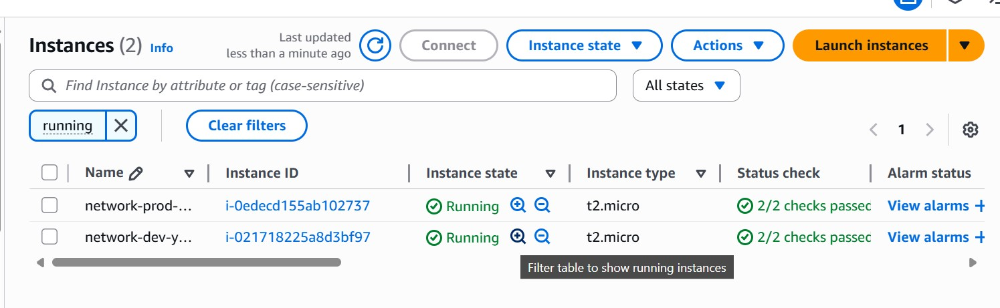 Instances (2) Info
Last updated
less than a minute ago
Connect
Instance state
Actions
Launch instances
Find Instance by attribute or tag (case-sensitive)
All states
running
Clear filters
1
Name Instance ID Instance state Instance type Status check Alarm status
network-prod-... i-0edecd155ab102737 Running t2.micro 2/2 checks passed View alarms +
network-dev-y... i-021718225a8d3bf97 Running t2.micro 2/2 checks passed View alarms +
Filter table to show running instances